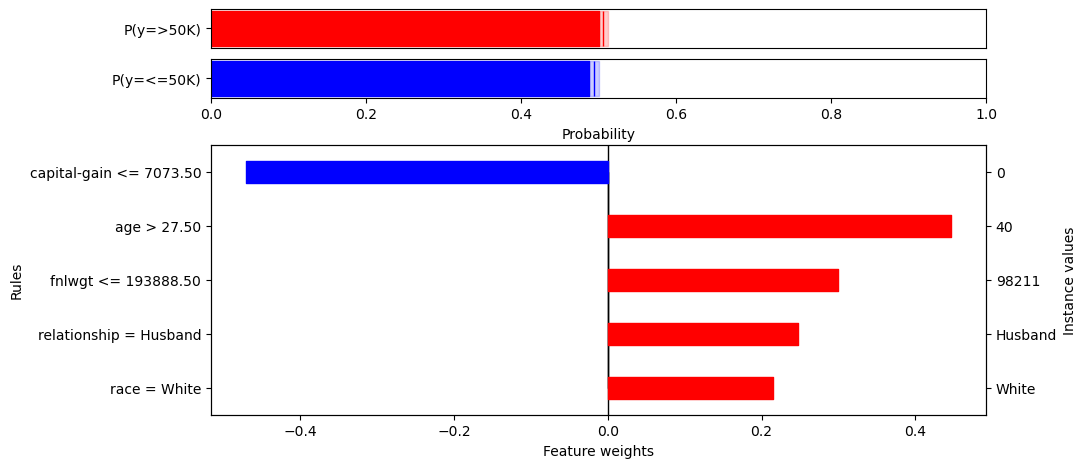 P(y=>50K)
P(y=<=50K)
0.0 0.2 0.4 0.6 0.8 1.0
Probability
capital-gain <= 7073.50 0
age > 27.50 40
fnlwgt <= 193888.50 98211
relationship = Husband Husband
race = White White
Rules
Instance values
−0.4 −0.2 0.0 0.2 0.4
Feature weights